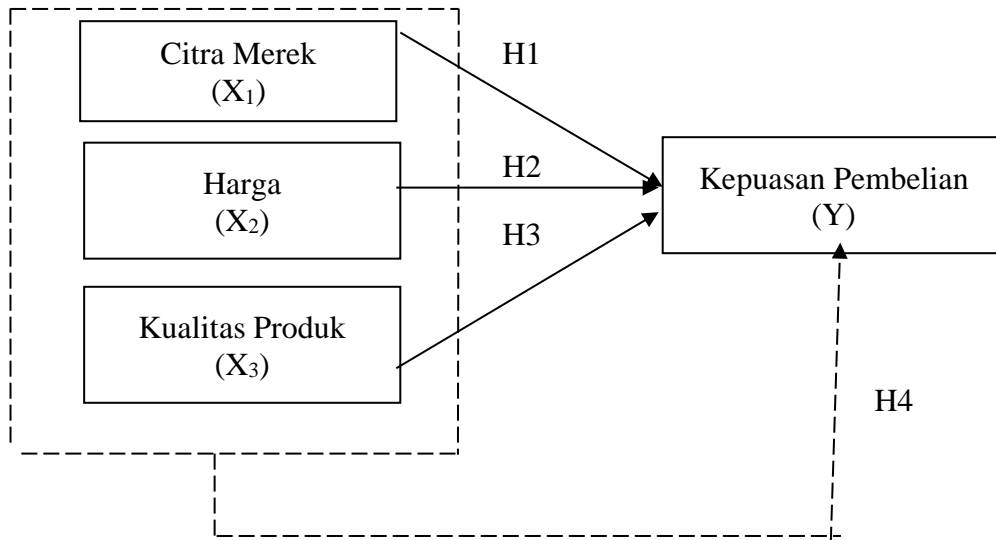 Citra Merek
(X₁)
H1
Harga
(X₂)
H2
Kepuasan Pembelian
(Y)
H3
Kualitas Produk
(X₃)
H4